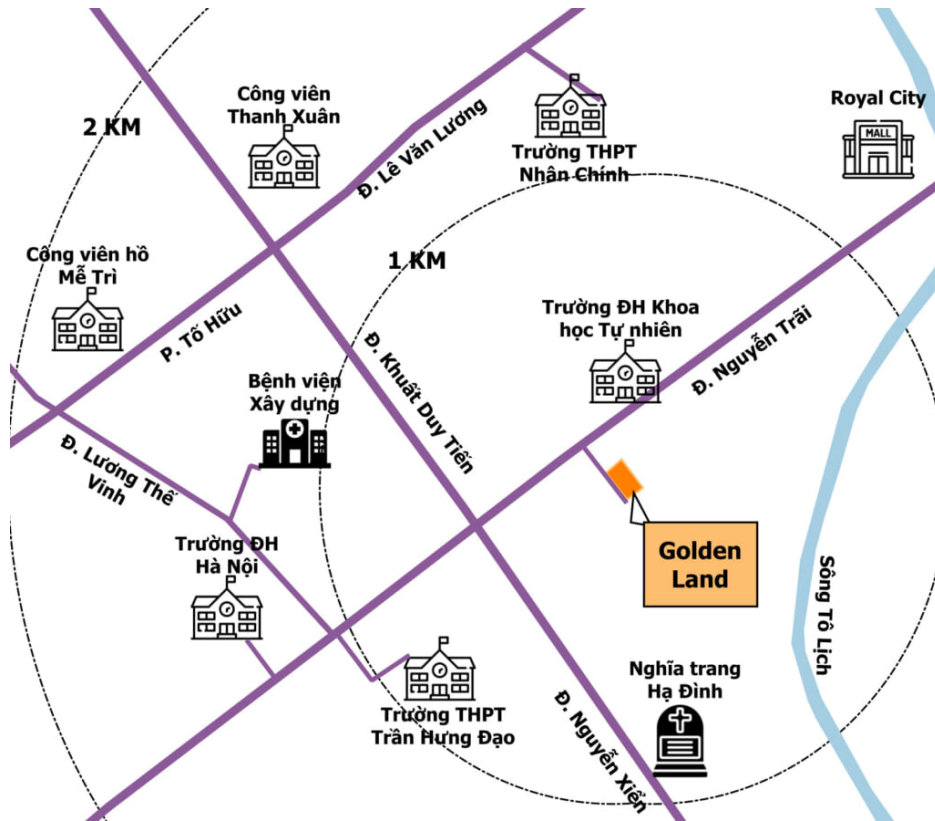 Công viên
Thanh Xuân
2 KM
Đ. Lê Văn Lương
Trường THPT
Nhân Chính
Royal City
MALL
Công viên hồ
Mễ Trì
1 KM
P. Tố Hữu
Trường ĐH Khoa
học Tự nhiên
Đ. Nguyễn Trãi
Đ. Khuất Duy Tiến
Bệnh viện
Xây dựng
Đ. Lương Thế
Vinh
Trường ĐH
Hà Nội
Golden
Land
Sông Tô Lịch
Nghĩa trang
Hạ Đình
Trường THPT
Trần Hưng Đạo
Đ. Nguyễn Xiển